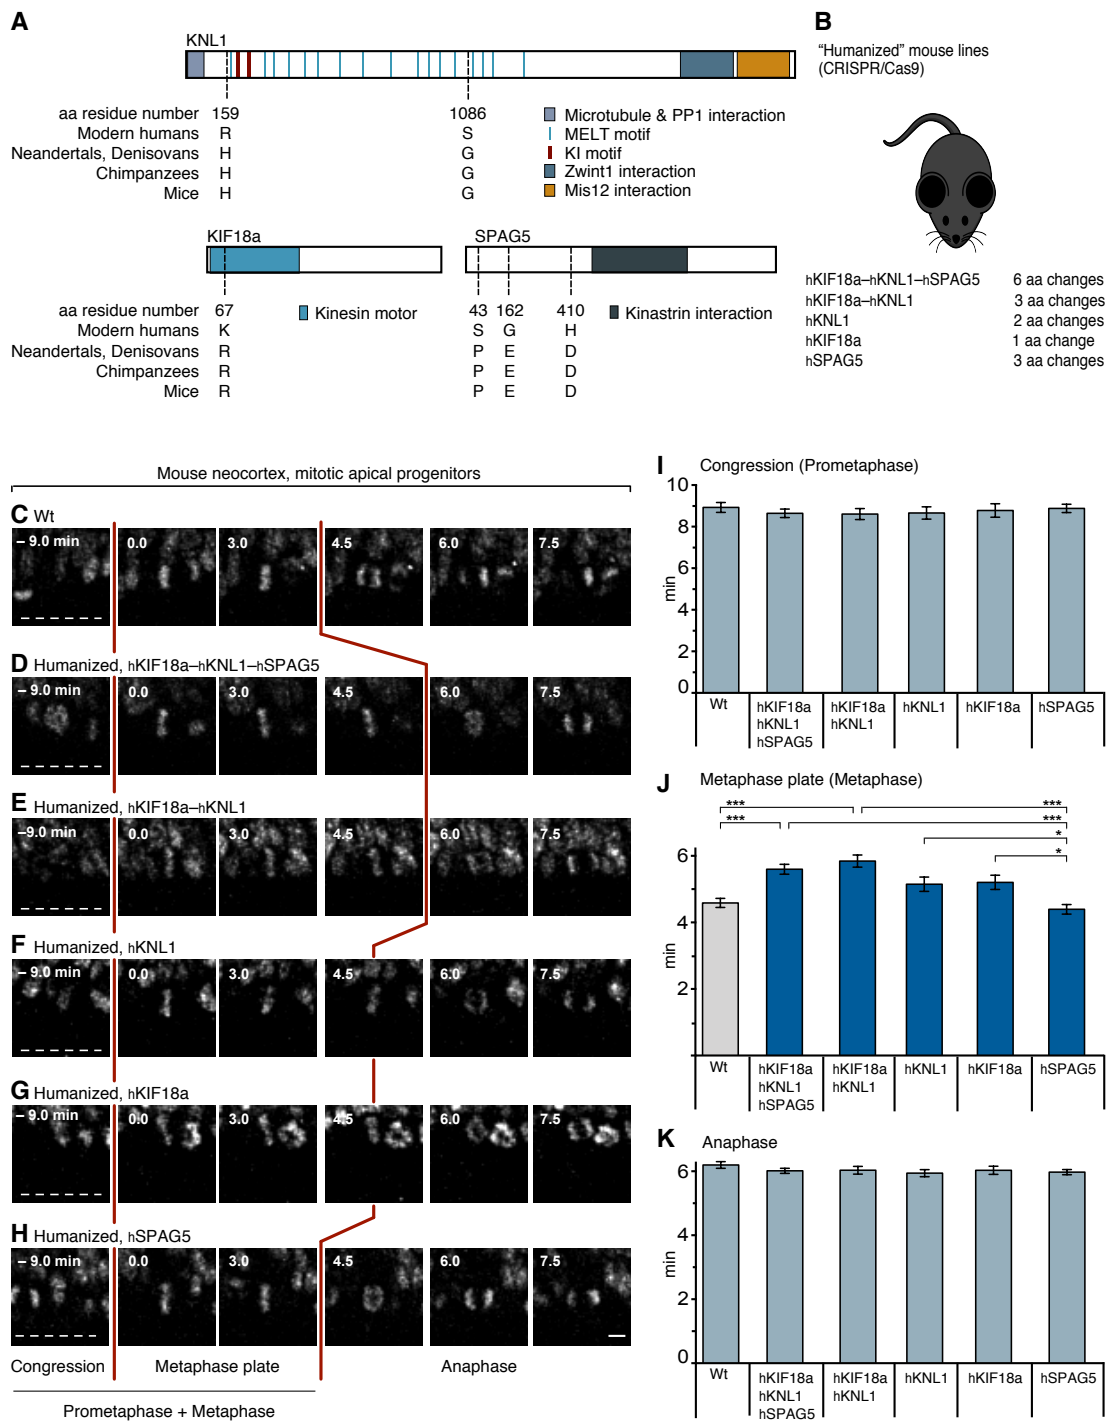 A
KNL1
aa residue number 159 1086
Modern humans R S
Neandertals, Denisovans H G
Chimpanzees H G
Mice H G
Microtubule & PP1 interaction
MELT motif
KI motif
Zwint1 interaction
Mis12 interaction
KIF18a
SPAG5
aa residue number 67 43 162 410
Modern humans K S G H
Neandertals, Denisovans R P E D
Chimpanzees R P E D
Mice R P E D
Kinesin motor
Kinastrin interaction
B
“Humanized” mouse lines
(CRISPR/Cas9)
hKIF18a–hKNL1–hSPAG5 6 aa changes
hKIF18a–hKNL1 3 aa changes
hKNL1 2 aa changes
hKIF18a 1 aa change
hSPAG5 3 aa changes
Mouse neocortex, mitotic apical progenitors
C Wt
– 9.0 min 0.0 3.0 4.5 6.0 7.5
D Humanized, hKIF18a–hKNL1–hSPAG5
– 9.0 min 0.0 3.0 4.5 6.0 7.5
E Humanized, hKIF18a–hKNL1
–9.0 min 0.0 3.0 4.5 6.0 7.5
F Humanized, hKNL1
– 9.0 min 0.0 3.0 4.5 6.0 7.5
G Humanized, hKIF18a
– 9.0 min 0.0 3.0 4.5 6.0 7.5
H Humanized, hSPAG5
– 9.0 min 0.0 3.0 4.5 6.0 7.5
Congression Metaphase plate Anaphase
Prometaphase + Metaphase
I Congression (Prometaphase)
10
8
6
4
2
0
min
Wt hKIF18a hKIF18a hKNL1 hKIF18a hSPAG5
hKNL1 hKNL1
hSPAG5
J Metaphase plate (Metaphase)
*** ***
*** ***
*
*
6
4
2
min
Wt hKIF18a hKIF18a hKNL1 hKIF18a hSPAG5
hKNL1 hKNL1
hSPAG5
K Anaphase
6
4
2
0
min
Wt hKIF18a hKIF18a hKNL1 hKIF18a hSPAG5
hKNL1 hKNL1
hSPAG5